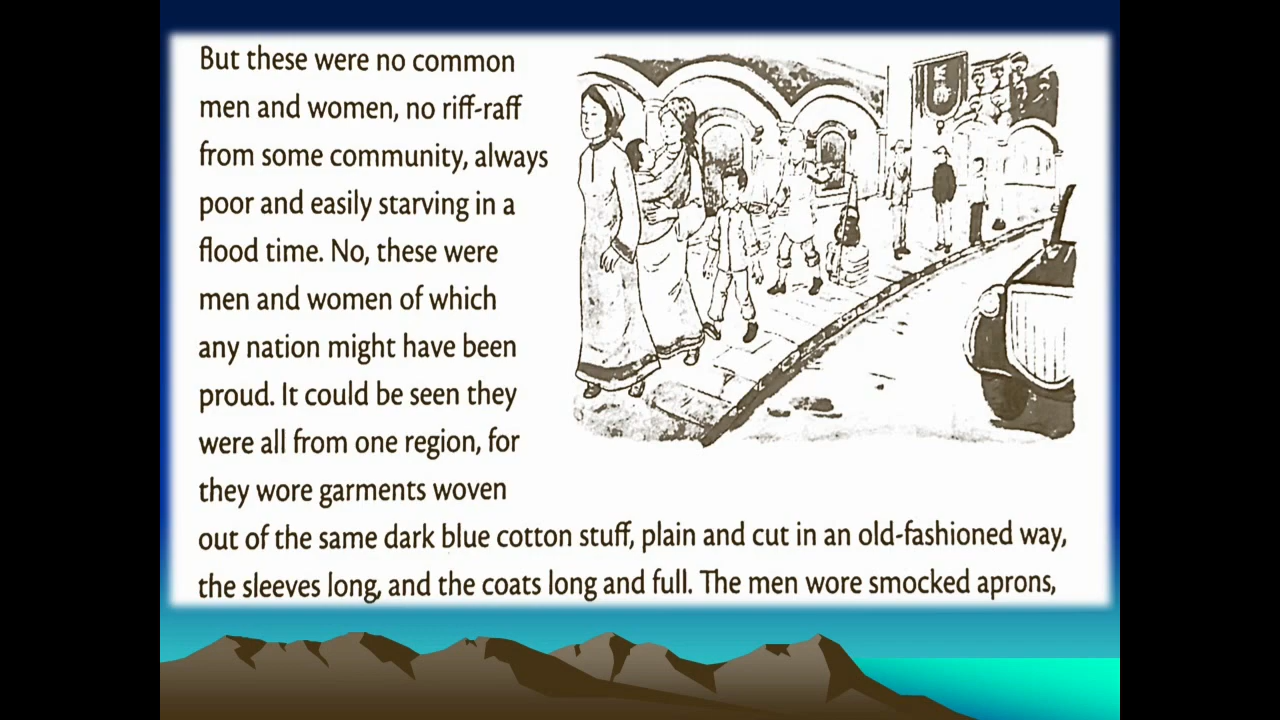 But these were no common
men and women, no riff-raff
from some community, always
poor and easily starving in a
flood time. No, these were
men and women of which
any nation might have been
proud. It could be seen they
were all from one region, for
they wore garments woven
out of the same dark blue cotton stuff, plain and cut in an old-fashioned way,
the sleeves long, and the coats long and full. The men wore smocked aprons,